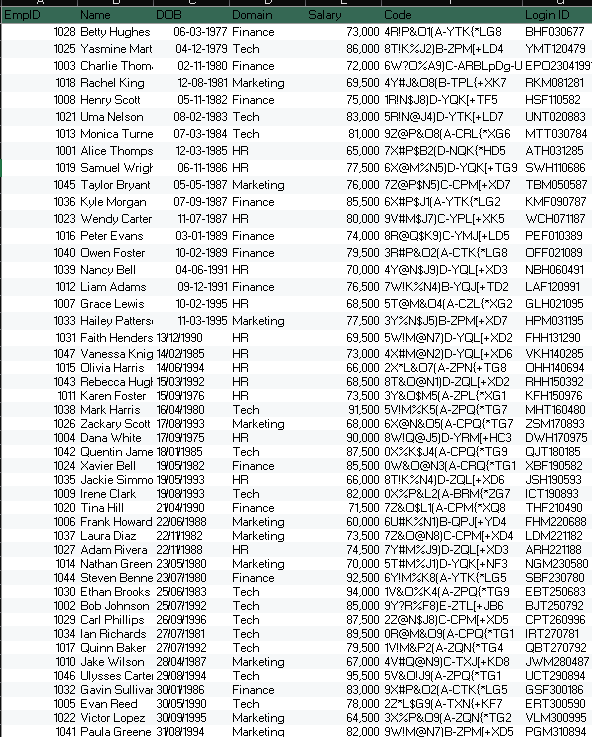 EmpID Name DOB Domain Salary Code Login ID
1028 Betty Hughes 06-03-1977 Finance 73,000 4R!P&O1(A-YTK{*LG8 BHF030677
1025 Yasmine Mart 04-12-1979 Tech 86,000 8T!K%J2)B-ZPM[+LD4 YMT120479
1003 Charlie Thom 02-11-1980 Finance 72,000 6W?O%A9)C-ARBLpDg-U EPO2304199
1018 Rachel King 12-08-1981 Marketing 69,500 4Y#J&O8(B-TPL{+XK7 RKM081281
1008 Henry Scott 05-11-1982 Finance 75,000 1R!N$J8)D-YQK[+TF5 HSF110582
1021 Uma Nelson 08-02-1983 Tech 83,000 5R!N@J4)D-YTK[+LD7 UNT020883
1013 Monica Turne 07-03-1984 Tech 81,000 9Z@P&O8(A-CRL{*XG6 MTT030784
1001 Alice Thomps 12-03-1985 HR 65,000 7X#P$B2(D-NQK{*HD5 ATH031285
1019 Samuel Wrigh 06-11-1986 HR 77,500 6X@M%N5)D-YQK[+TG9 SWH110686
1045 Taylor Bryant 05-05-1987 Marketing 76,000 7Z@P$N5)C-CPM[+XD7 TBM050587
1036 Kyle Morgan 07-09-1987 Finance 85,500 6X#P$J1(A-YTK{*LG2 KMF090787
1023 Wendy Carter 11-07-1987 HR 80,000 9V#M$J7)C-YPL[+XK5 WCH071187
1016 Peter Evans 03-01-1989 Finance 74,000 8R@Q$K9)C-YMJ[+LD5 PEF010389
1040 Owen Foster 10-02-1989 Finance 79,500 3R#P&O2(A-CTK{*LG8 OFF021089
1039 Nancy Bell 04-06-1991 HR 70,000 4Y@N$J9)D-YQL[+XD3 NBH060491
1012 Liam Adams 09-12-1991 Finance 76,500 7W!K%N4)B-YQJ[+TD2 LAF120991
1007 Grace Lewis 10-02-1995 HR 68,500 5T@M&O4(A-CZL{*XG2 GLH021095
1033 Hailey Patters 11-03-1995 Marketing 77,500 3Y%N$J5)B-ZPM[+XD7 HPM031195
1031 Faith Henders 13/12/1990 HR 69,500 5W!M@N7)D-YQL[+XD2 FHH131290
1047 Vanessa Knig 14/02/1985 HR 73,000 4X#M@N2)D-YQL[+XD6 VKH140285
1015 Olivia Harris 14/06/1994 HR 66,000 2X*L&O7(A-ZPN{+TG8 OHH140694
1043 Rebecca Hugh 15/03/1992 HR 68,500 8T&O@N1)D-ZQL[+XD2 RHH150392
1011 Karen Foster 15/09/1976 HR 73,500 3Y&O$M5(A-ZPL{*XG1 KFH150976
1038 Mark Harris 16/04/1980 Tech 91,500 5V!M%K5(A-ZPQ{*TG7 MHT160480
1026 Zackary Scott 17/08/1993 Marketing 68,000 6X@N&O5(A-CPQ{*TG7 ZSM170893
1004 Dana White 17/09/1975 HR 90,000 8W!Q@J5)D-YRM[+HC3 DWH170975
1042 Quentin Jame 18/01/1985 Tech 87,500 0X%K$J4(A-CPQ{*TG9 QJT180185
1024 Xavier Bell 19/05/1982 Finance 85,500 0W&O@N3(A-CRQ{*TG1 XBF190582
1035 Jackie Simmo 19/05/1993 HR 66,000 8T!K%N4)D-ZQL[+XD6 JSH190593
1009 Irene Clark 19/08/1993 Tech 82,000 0X%P&L2(A-BRM{*ZG7 ICT190893
1020 Tina Hill 21/04/1990 Finance 71,500 7Z&O$L1(A-CPM{*XQ8 THF210490
1006 Frank Howard 22/06/1988 Marketing 60,000 6U#K%N1)B-QPJ[+YD4 FHM220688
1037 Laura Diaz 22/11/1982 Marketing 73,500 7Z&O@N8)C-CPM[+XD4 LDM221182
1027 Adam Rivera 22/11/1988 HR 74,500 7Y#M%J9)D-ZQL[+XD3 ARH221188
1014 Nathan Green 23/05/1980 Marketing 70,000 5T#M%J1)D-YQK[+NF3 NGM230580
1044 Steven Benne 23/07/1980 Finance 92,500 6Y!M%K8(A-YTK{*LG5 SBF230780
1030 Ethan Brooks 25/06/1983 Tech 94,000 1V&O%K4(A-ZPQ{*TG9 EBT250683
1002 Bob Johnson 25/07/1992 Tech 85,000 9Y?R%F8)E-ZTL[+JB6 BJT250792
1029 Carl Phillips 26/09/1996 Tech 87,500 2Z@N$J8)C-CPM[+XD5 CPT260996
1034 Ian Richards 27/07/1981 Tech 89,500 0R@M&O9(A-CPQ{*TG1 IRT270781
1017 Quinn Baker 27/07/1992 Tech 79,500 1V!M&P2(A-ZQN{*TG4 QBT270792
1010 Jake Wilson 28/04/1987 Marketing 67,000 4V#Q@N9)C-TXJ[+KD8 JWM280487
1046 Ulysses Carter 29/08/1994 Tech 95,500 5V&O!J9(A-ZPQ{*TG1 UCT290894
1032 Gavin Sullivar 30/01/1986 Finance 83,000 9X#P&O2(A-CTK{*LG5 GSF300186
1005 Evan Reed 30/05/1990 Tech 78,000 2Z*L$G9(A-TXN{+KF7 ERT300590
1022 Victor Lopez 30/09/1995 Marketing 64,500 3X%P&O9(A-ZQN{*TG2 VLM300995
1041 Paula Greene 31/08/1994 Marketing 82,000 9W!M@N7)B-ZPM[+XD7 PGM310894